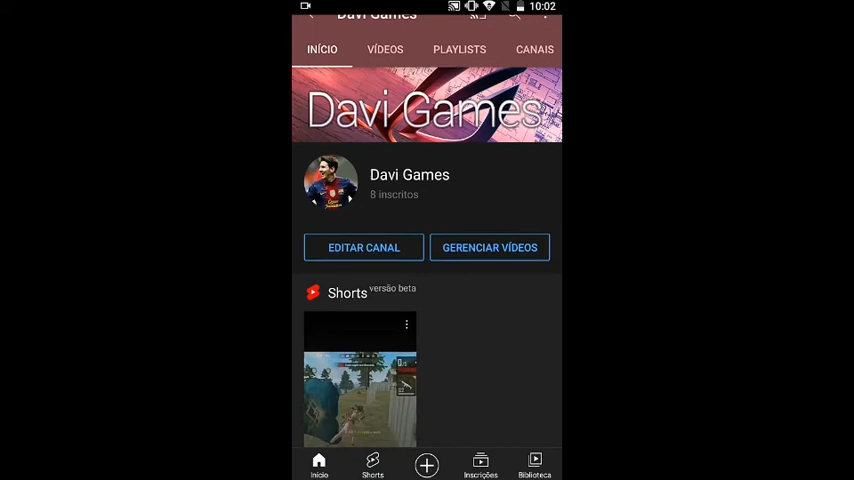 10:02
Davi Games
INÍCIO VÍDEOS PLAYLISTS CANAIS
Davi Games
Davi Games
8 inscritos
EDITAR CANAL GERENCIAR VÍDEOS
Shorts versão beta
Início Shorts Inscrições Biblioteca